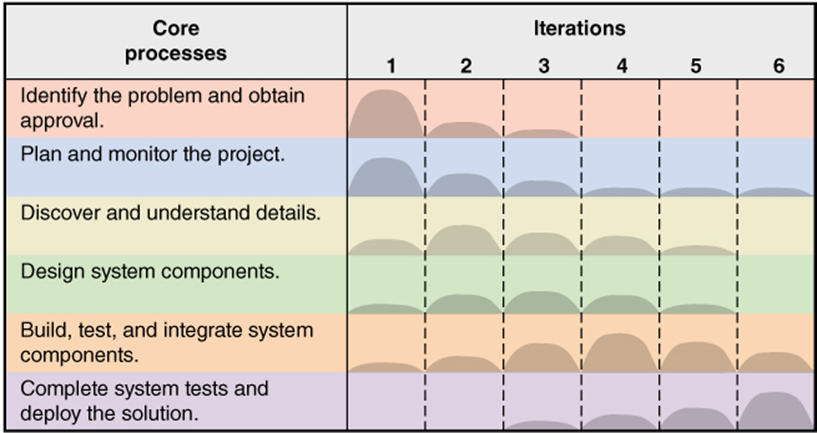 Core
processes
Iterations
1 2 3 4 5 6
Identify the problem and obtain
approval.
Plan and monitor the project.
Discover and understand details.
Design system components.
Build, test, and integrate system
components.
Complete system tests and
deploy the solution.